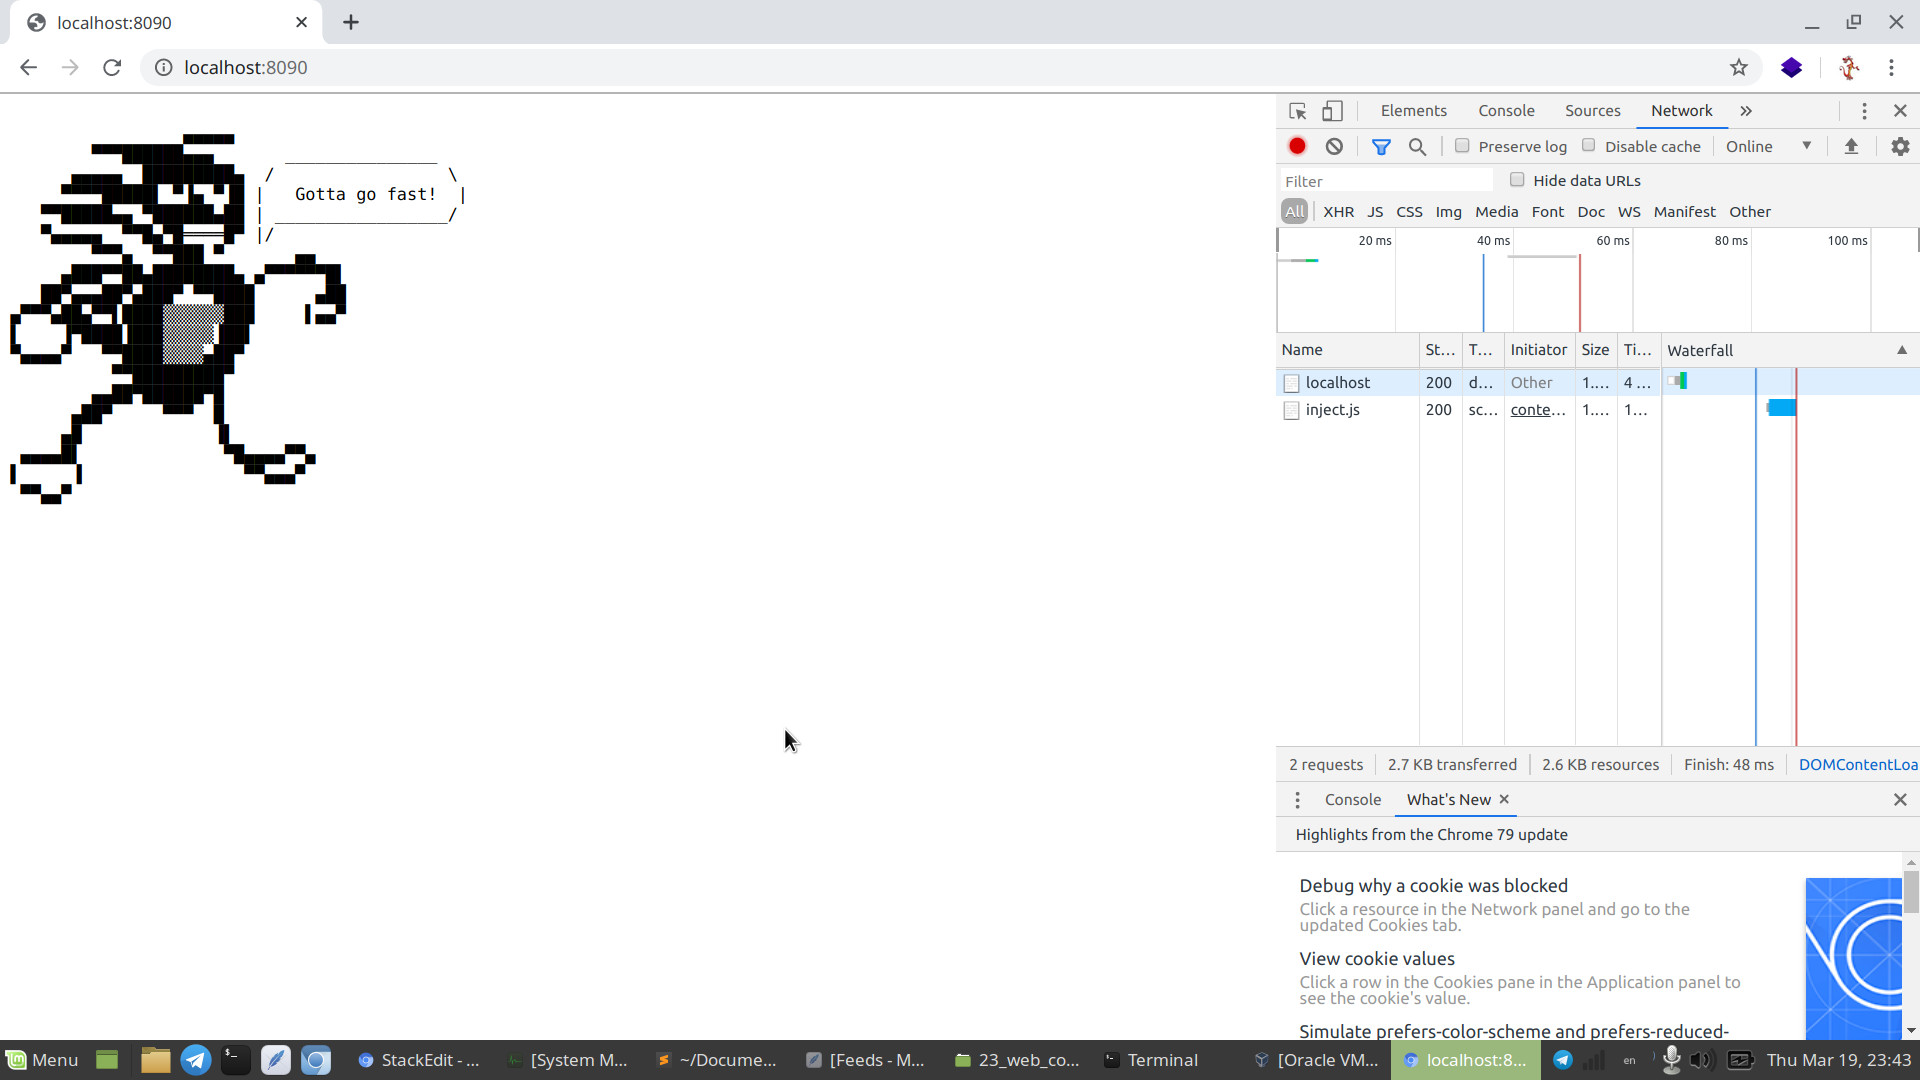 localhost:8090
localhost:8090
Gotta go fast!
Elements Console Sources Network
Preserve log Disable cache Online
Filter Hide data URLs
All XHR JS CSS Img Media Font Doc WS Manifest Other
20 ms 40 ms 60 ms 80 ms 100 ms
Name St... T... Initiator Size Ti... Waterfall
localhost 200 d... Other 1.... 4 ...
inject.js 200 sc... conte... 1.... 1...
2 requests 2.7 KB transferred 2.6 KB resources Finish: 48 ms DOMContentLoa
Console What's New
Highlights from the Chrome 79 update
Debug why a cookie was blocked
Click a resource in the Network panel and go to the
updated Cookies tab.
View cookie values
Click a row in the Cookies pane in the Application panel to
see the cookie's value.
Simulate prefers-color-scheme and prefers-reduced-
Menu StackEdit - ... [System M... ~/Docume... [Feeds - M... 23_web_co... Terminal [Oracle VM... localhost:8... en Thu Mar 19, 23:43